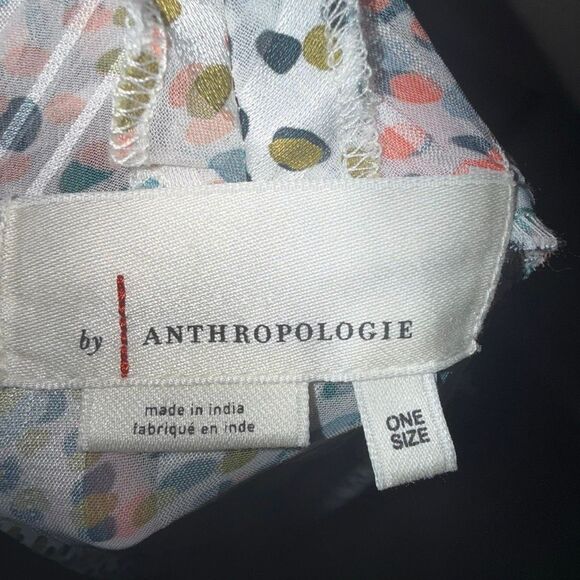 by ANTHROPOLOGIE
made in india
fabriqué en inde
ONE
SIZE